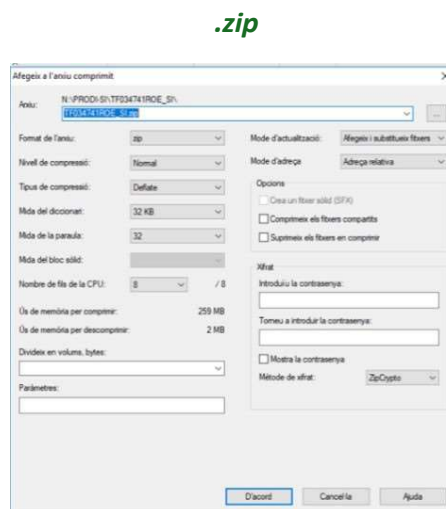 .zip
Afegeix a l'arxiu comprimit
Arxiu:
N:\PRODI-SI\TF034741ROE_SI\
TF034741ROE_SI.zip
...
Format de l'arxiu:
zip
Nivell de compressió:
Normal
Tipus de compressió:
Deflate
Mida del diccionari:
32 KB
Mida de la paraula:
32
Mida del bloc sòlid:
Nombre de fils de la CPU:
8
/ 8
Ús de memòria per comprimir:
259 MB
Ús de memòria per descomprimir:
2 MB
Divideix en volums, bytes:
Paràmetres:
Mode d'actualització:
Afegeix i substitueix fitxers
Mode d'adreça
Adreça relativa
Opcions
Crea un fitxer sòlid (SFX)
Comprimeix els fitxers compartits
Suprimeix els fitxers en comprimir
Xifrat
Introduïu la contrasenya:
Torneu a introduir la contrasenya:
Mostra la contrasenya
Mètode de xifrat:
ZipCrypto
D'acord
Cancel·la
Ajuda